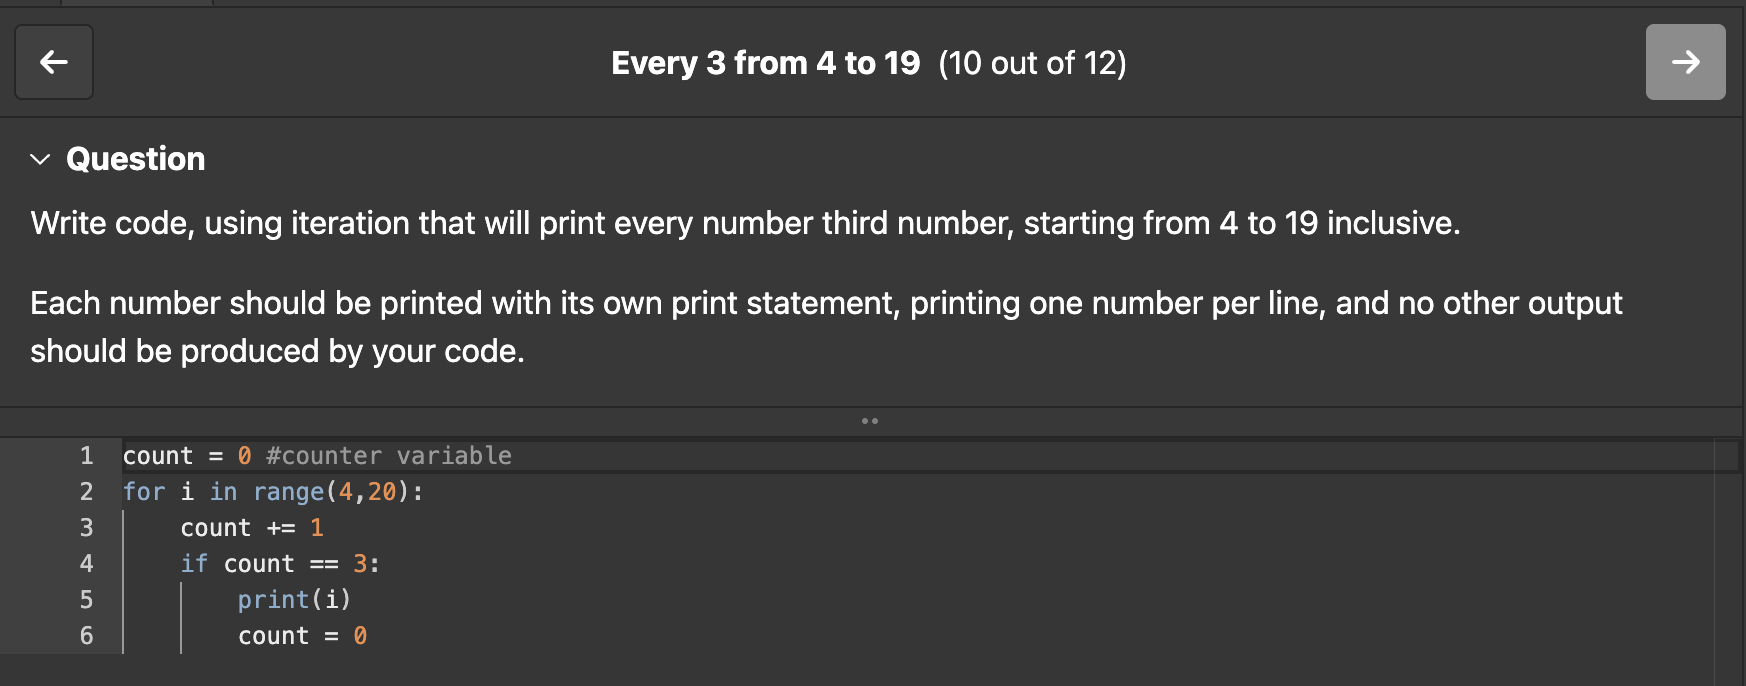 Every 3 from 4 to 19 (10 out of 12)
Question
Write code, using iteration that will print every number third number, starting from 4 to 19 inclusive.
Each number should be printed with its own print statement, printing one number per line, and no other output
should be produced by your code.
1 count = 0 #counter variable
2 for i in range(4,20):
3     count += 1
4     if count == 3:
5         print(i)
6         count = 0